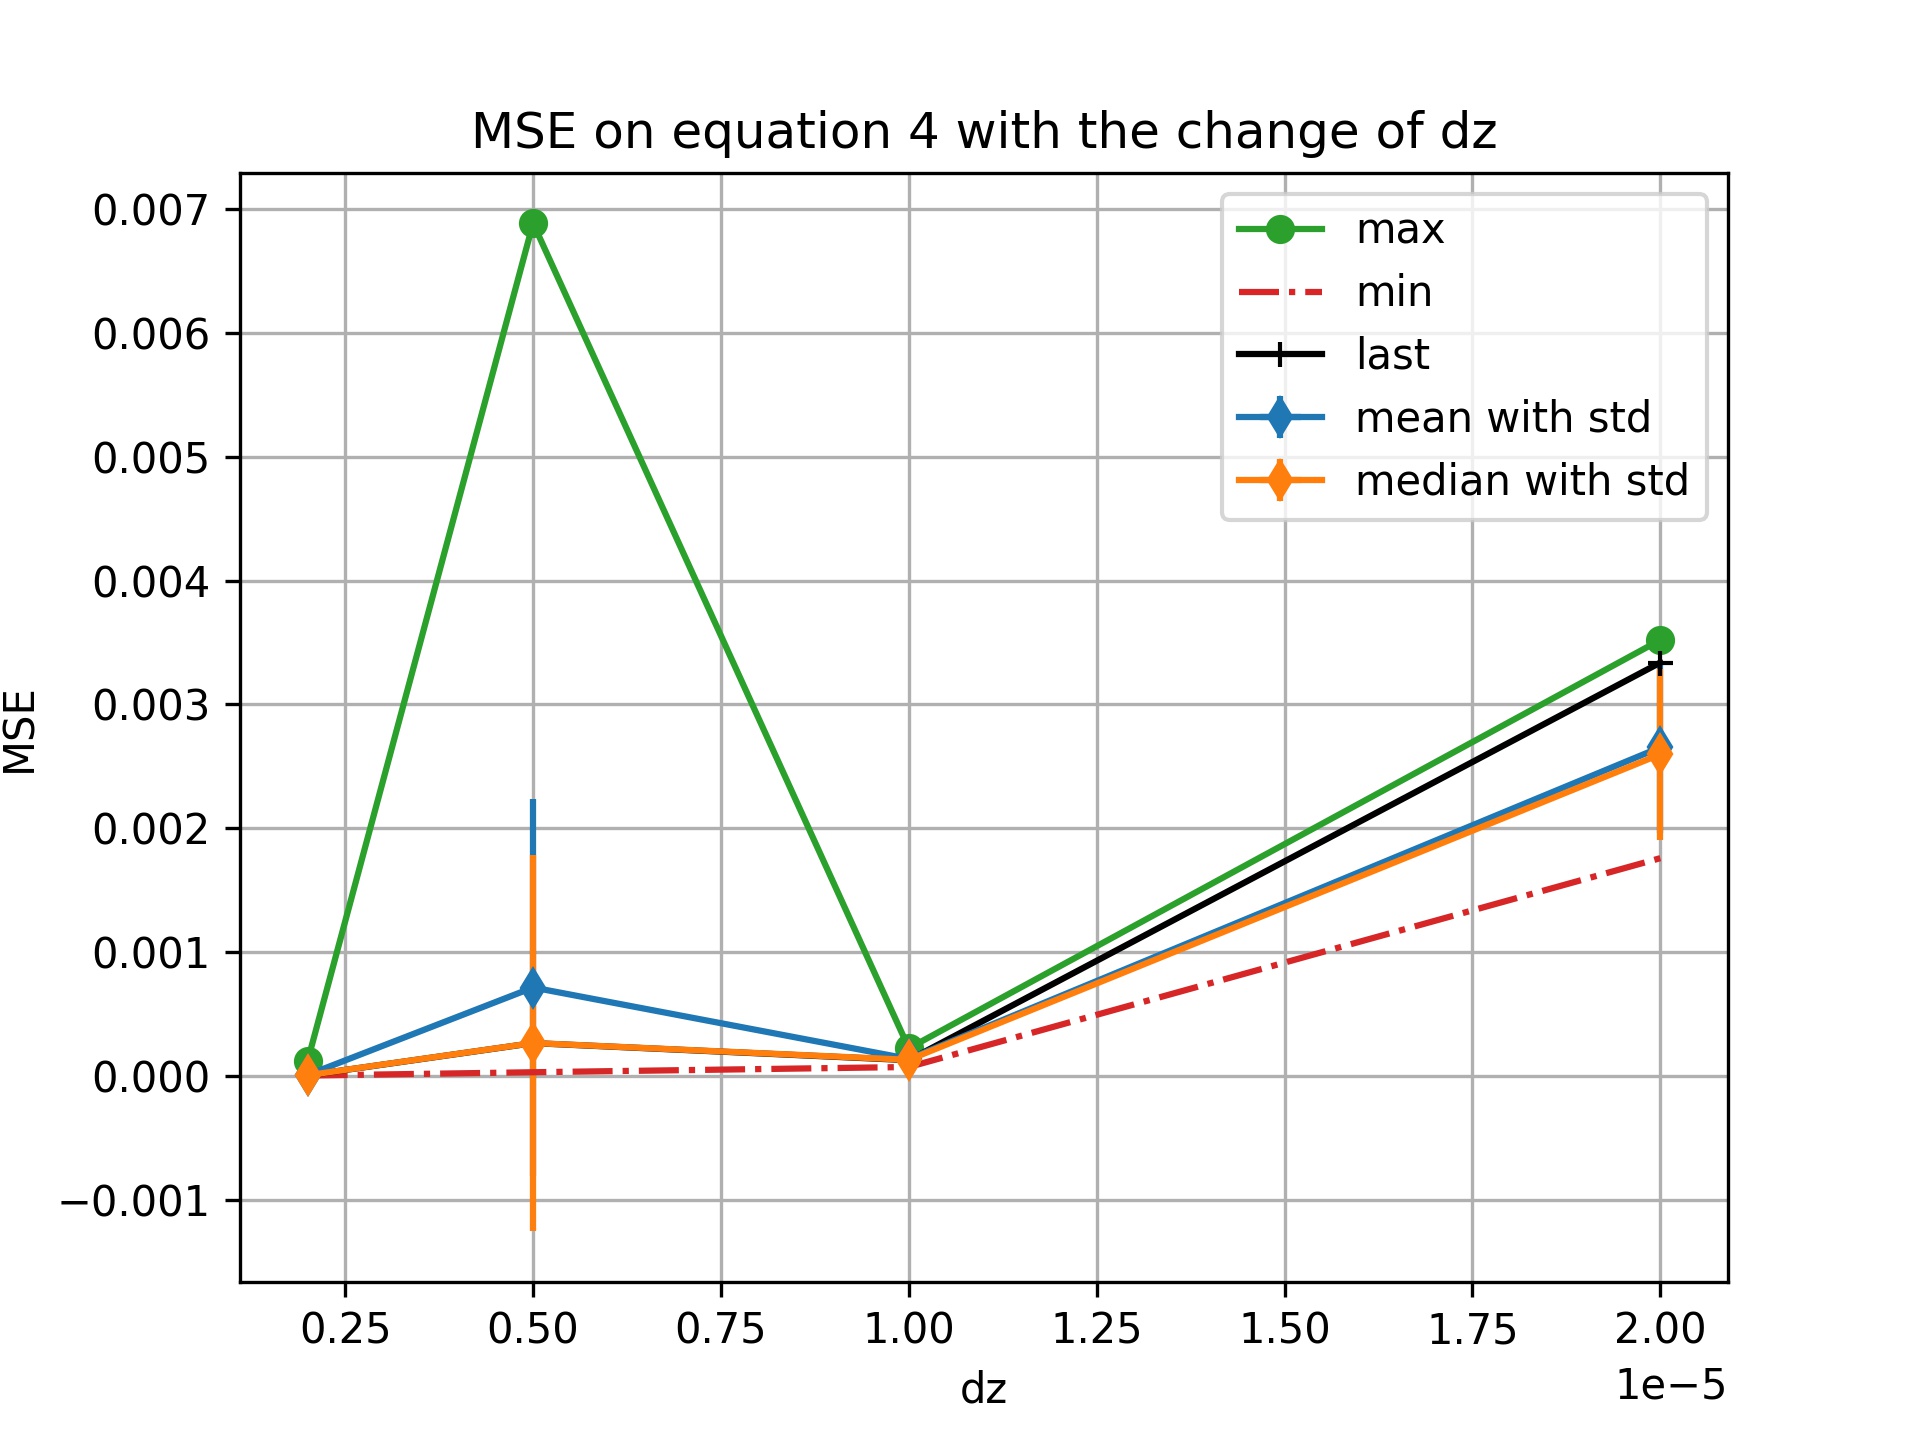 MSE on equation 4 with the change of dz
0.007
0.006
0.005
0.004
0.003
0.002
0.001
0.000
−0.001
MSE
max
min
last
mean with std
median with std
0.25 0.50 0.75 1.00 1.25 1.50 1.75 2.00
1e−5
dz